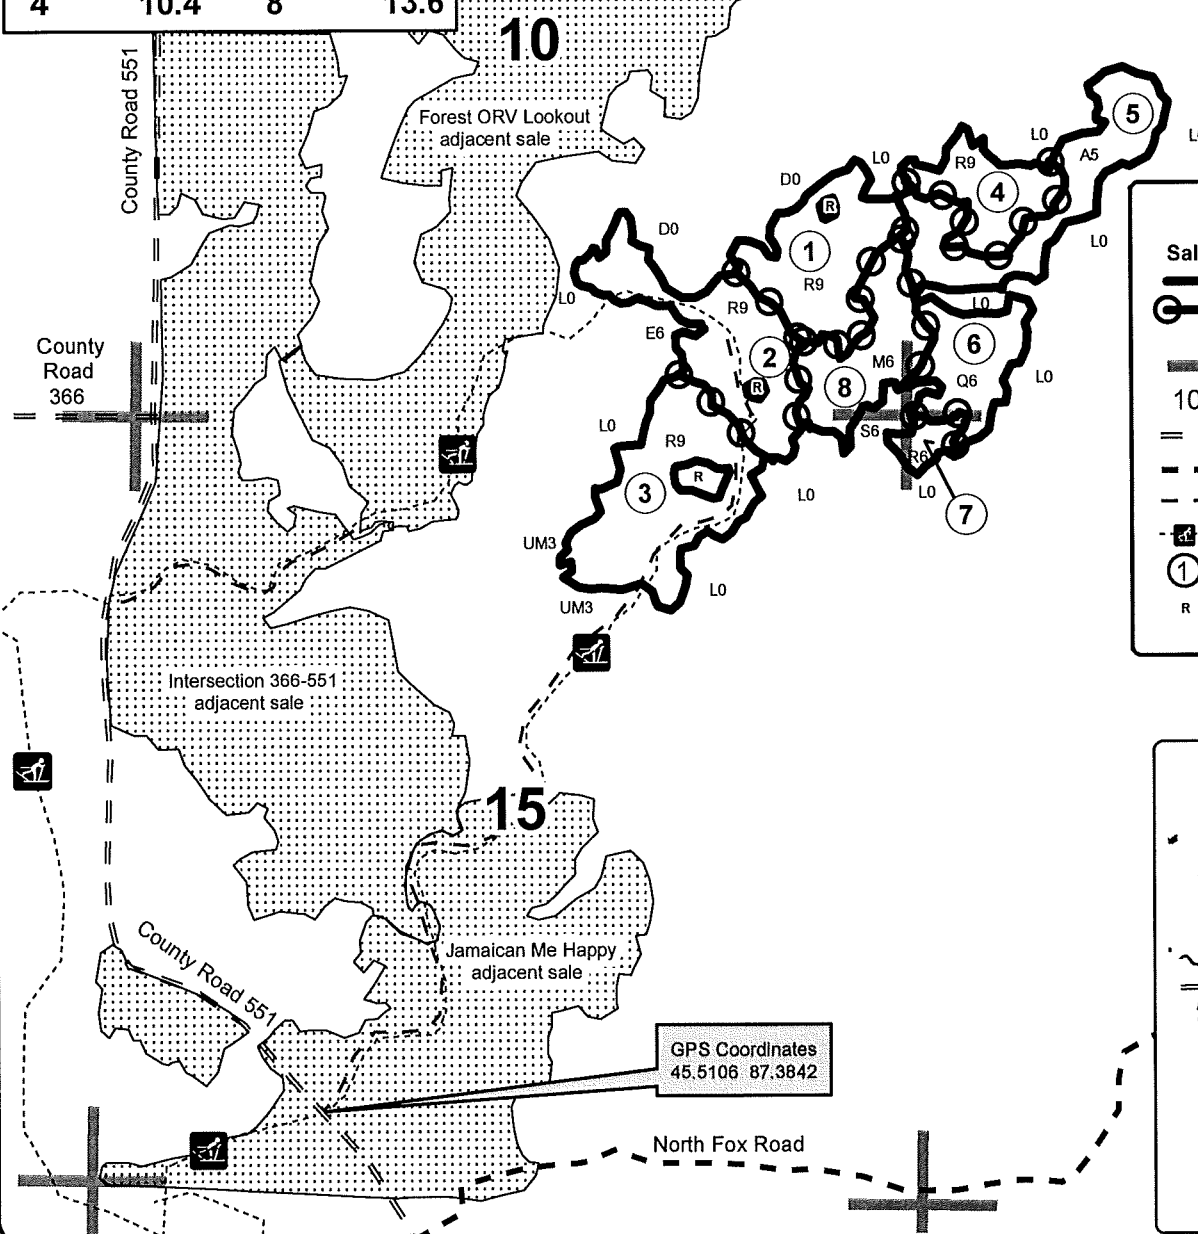 4 10.4 8 13.6
10
County Road 551
Forest ORV Lookout
adjacent sale
5
L0
L0
R9
A5
4
D0
R
1
R9
L0
D0
L0
R9
E6
L0
6
2
M6
Q6
L0
R
8
S6
R6
L0
7
County
Road
366
L0
R9
R
3
L0
UM3
UM3
L0
Sal
10
1
R
Intersection 366-551
adjacent sale
15
County Road 551
Jamaican Me Happy
adjacent sale
GPS Coordinates
45.5106 87.3842
North Fox Road